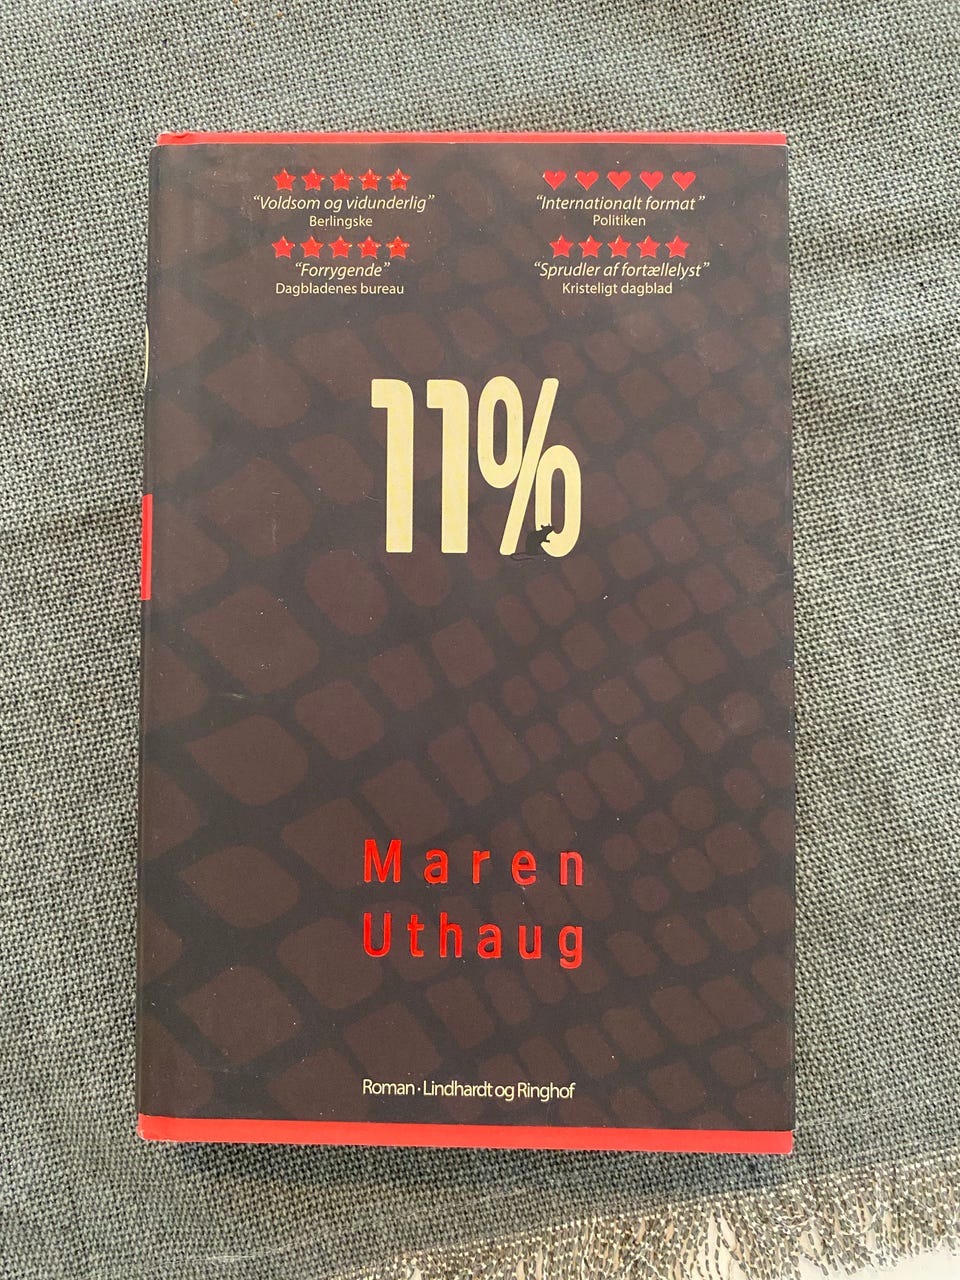 “Voldsom og vidunderlig”
Berlingske
“Forrygende”
Dagbladenes bureau
“Internationalt format”
Politiken
“Sprudler af fortællelyst”
Kristeligt dagblad
11%
Maren
Uthaug
Roman · Lindhardt og Ringhof